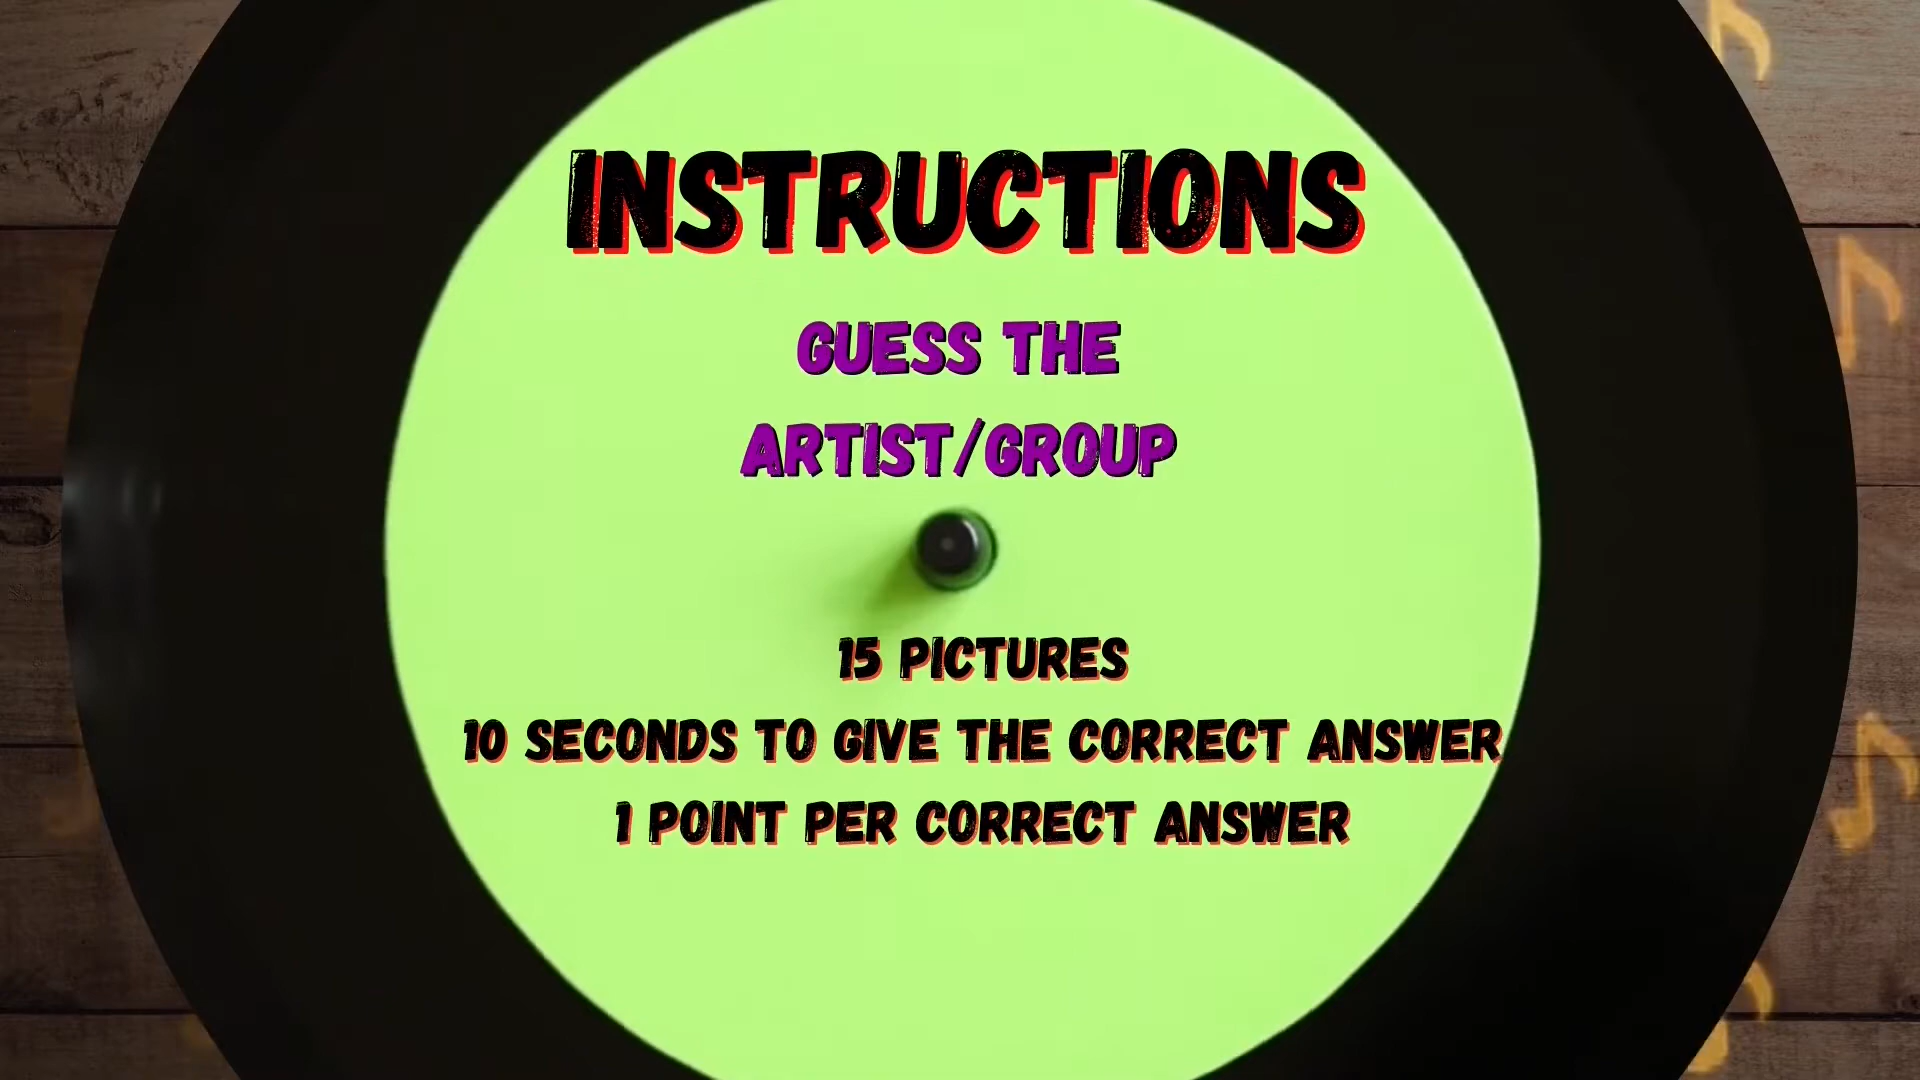 INSTRUCTIONS
GUESS THE
ARTIST/GROUP
15 PICTURES
10 SECONDS TO GIVE THE CORRECT ANSWER
1 POINT PER CORRECT ANSWER